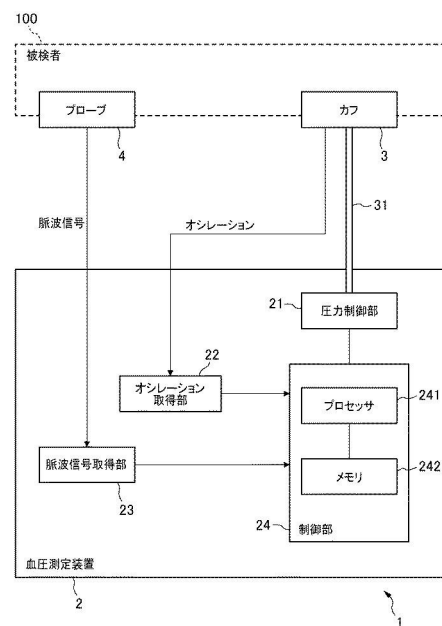 100
被検者
プローブ
カフ
4
3
31
脈波信号
オシレーション
21
圧力制御部
22
オシレーション
取得部
241
プロセッサ
脈波信号取得部
メモリ
242
23
24
制御部
血圧測定装置
2
1